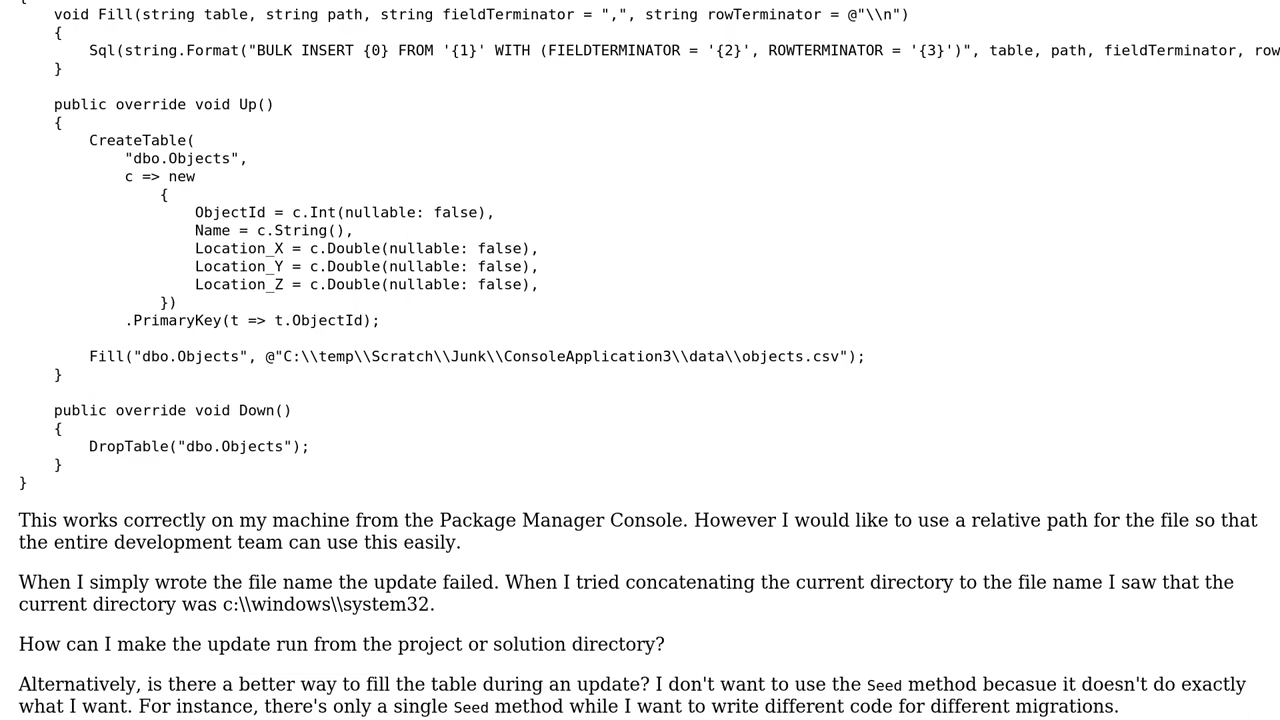 {
void Fill(string table, string path, string fieldTerminator = ",", string rowTerminator = @"\\n")
{
Sql(string.Format("BULK INSERT {0} FROM '{1}' WITH (FIELDTERMINATOR = '{2}', ROWTERMINATOR = '{3}')", table, path, fieldTerminator, row
}
public override void Up()
{
CreateTable(
"dbo.Objects",
c => new
{
ObjectId = c.Int(nullable: false),
Name = c.String(),
Location_X = c.Double(nullable: false),
Location_Y = c.Double(nullable: false),
Location_Z = c.Double(nullable: false),
})
.PrimaryKey(t => t.ObjectId);
Fill("dbo.Objects", @"C:\\temp\\Scratch\\Junk\\ConsoleApplication3\\data\\objects.csv");
}
public override void Down()
{
DropTable("dbo.Objects");
}
}
This works correctly on my machine from the Package Manager Console. However I would like to use a relative path for the file so that
the entire development team can use this easily.
When I simply wrote the file name the update failed. When I tried concatenating the current directory to the file name I saw that the
current directory was c:\\windows\\system32.
How can I make the update run from the project or solution directory?
Alternatively, is there a better way to fill the table during an update? I don't want to use the Seed method becasue it doesn't do exactly
what I want. For instance, there's only a single Seed method while I want to write different code for different migrations.